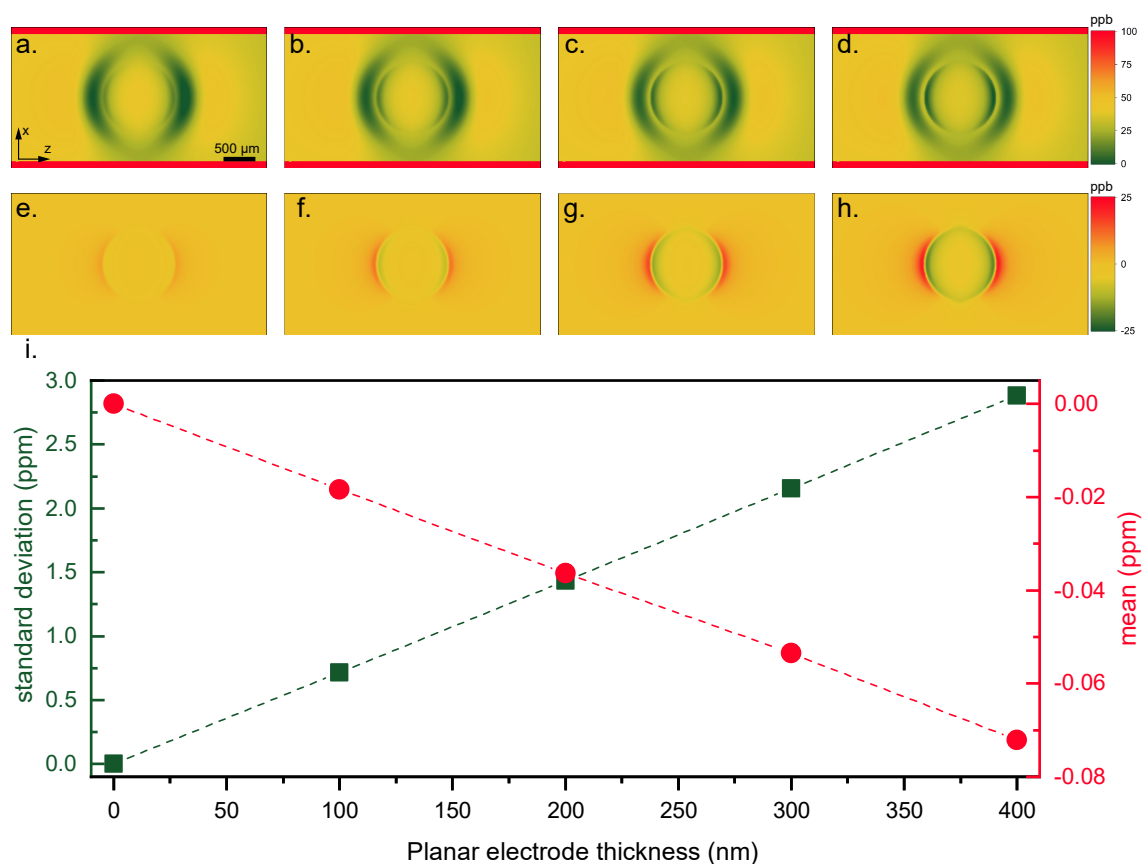 a.
b.
c.
d.
x
z
500 µm
ppb
100
75
50
25
0
e.
f.
g.
h.
ppb
25
0
-25
i.
standard deviation (ppm)
3.0
2.5
2.0
1.5
1.0
0.5
0.0
0.00
-0.02
-0.04
-0.06
-0.08
mean (ppm)
0 50 100 150 200 250 300 350 400
Planar electrode thickness (nm)